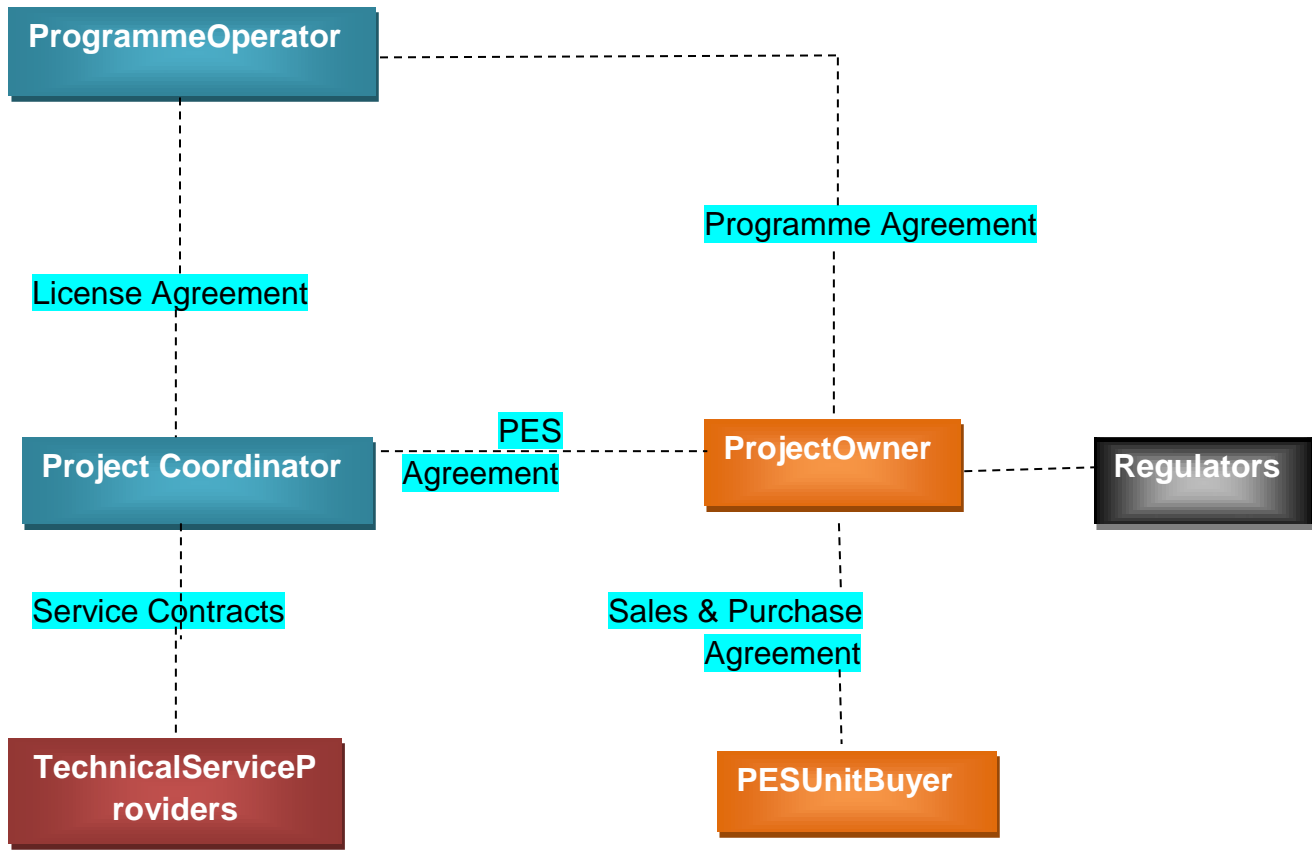 ProgrammeOperator
Programme Agreement
License Agreement
PES
Agreement
Project Coordinator
ProjectOwner
Regulators
Service Contracts
Sales & Purchase
Agreement
TechnicalServiceP
roviders
PESUnitBuyer